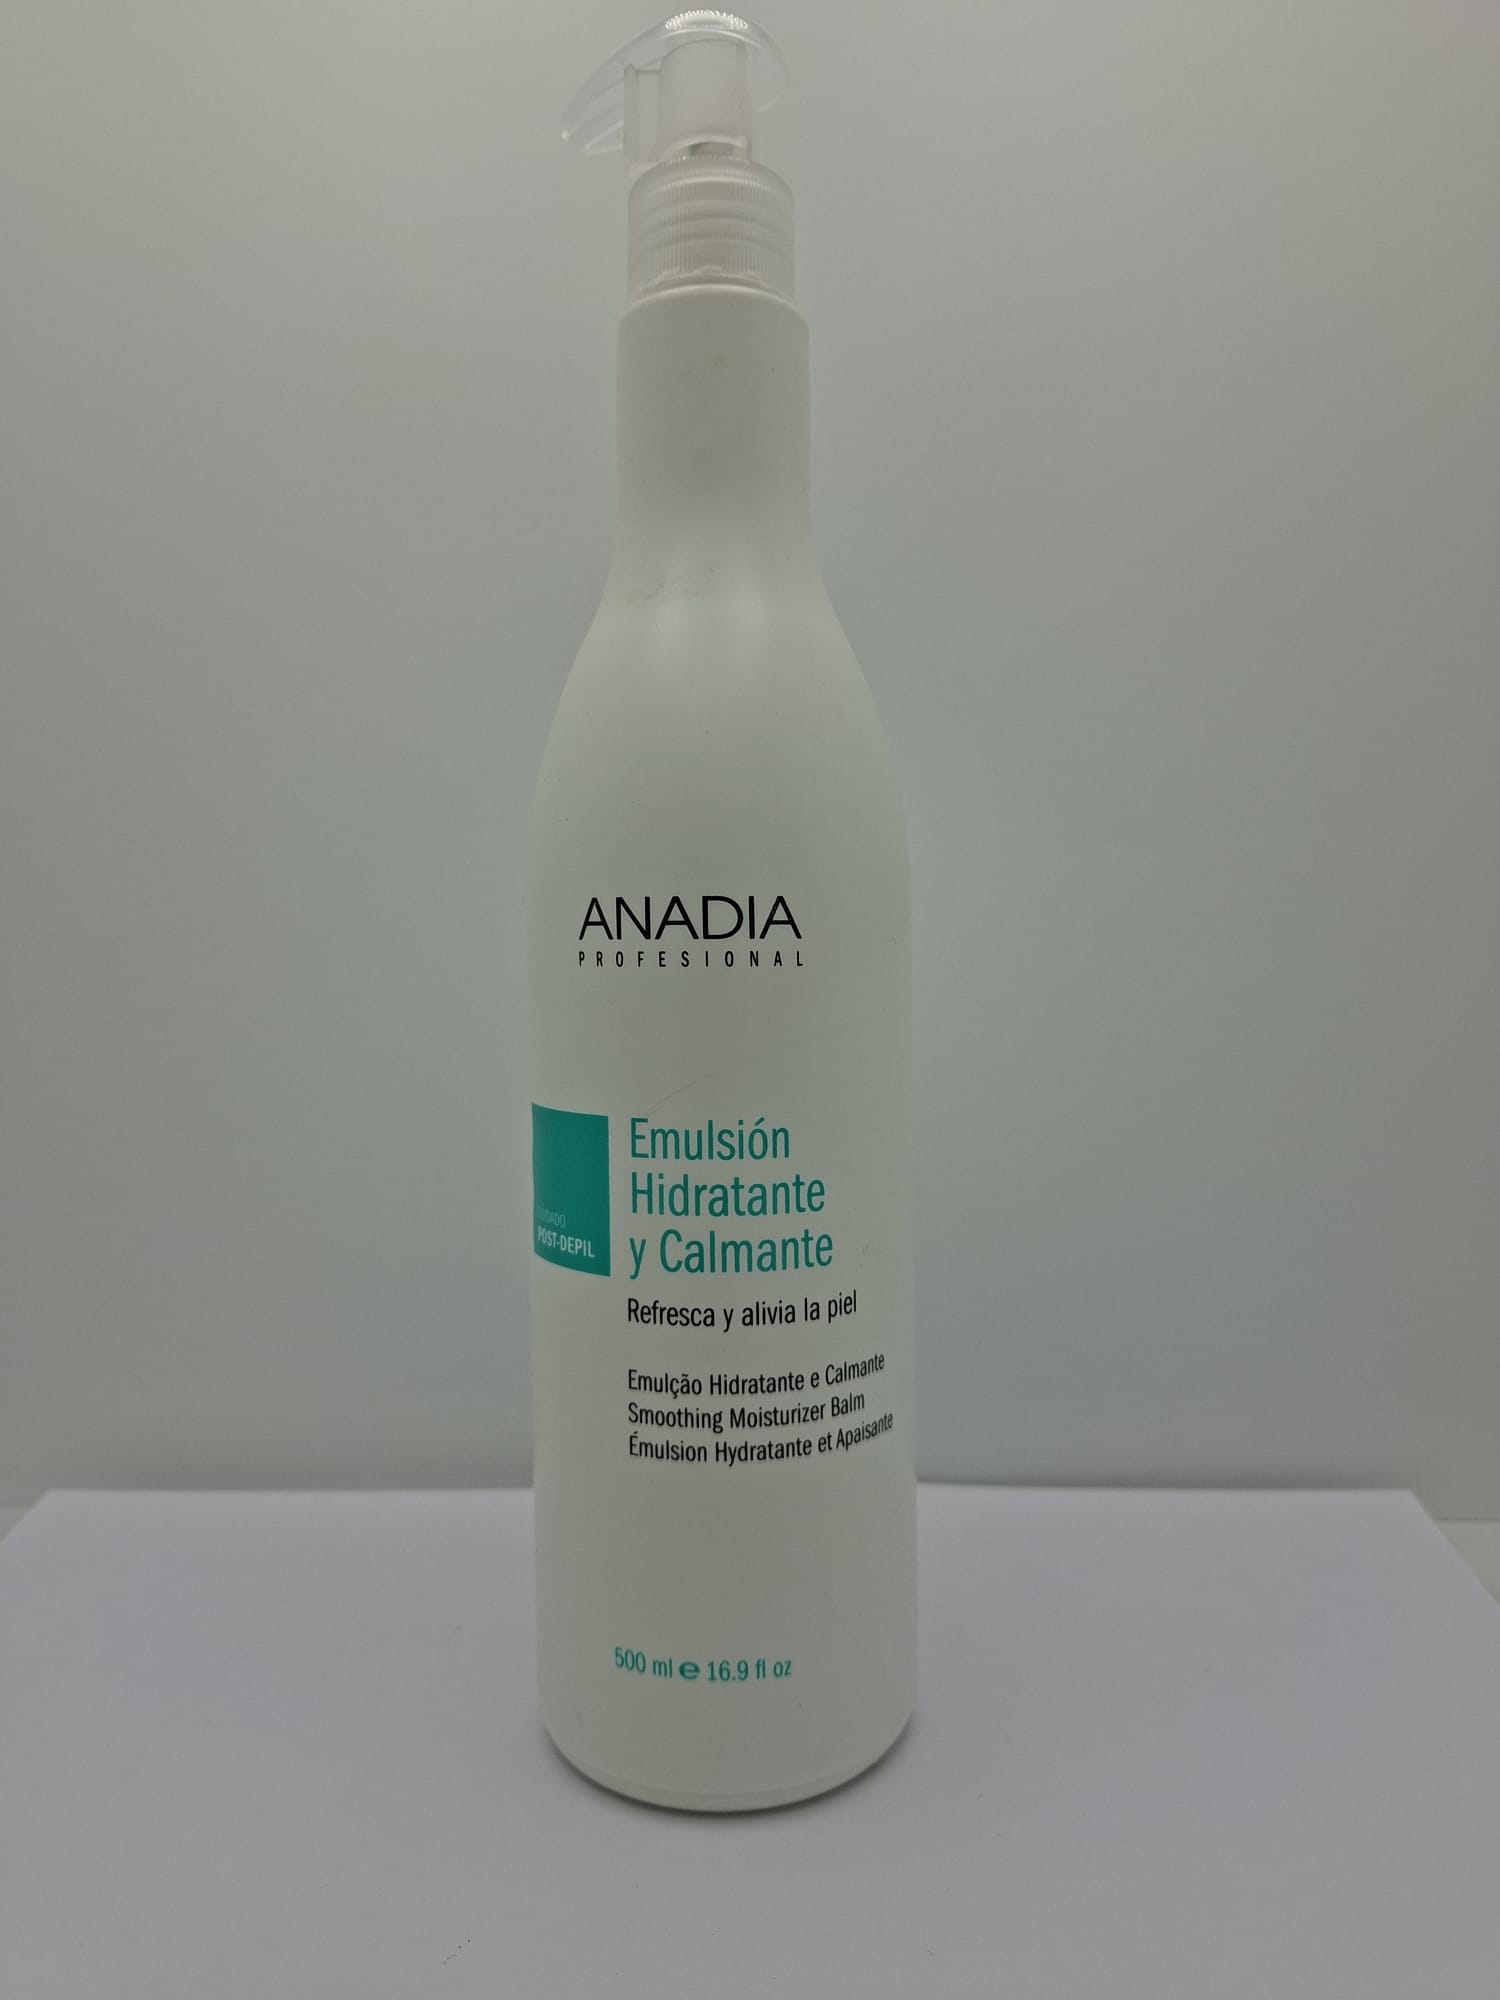 ANADIA
PROFESIONAL
CUIDADO
POST-DEPIL
Emulsión
Hidratante
y Calmante
Refresca y alivia la piel
Emulção Hidratante e Calmante
Smoothing Moisturizer Balm
Émulsion Hydratante et Apaisante
500 ml e 16.9 fl oz